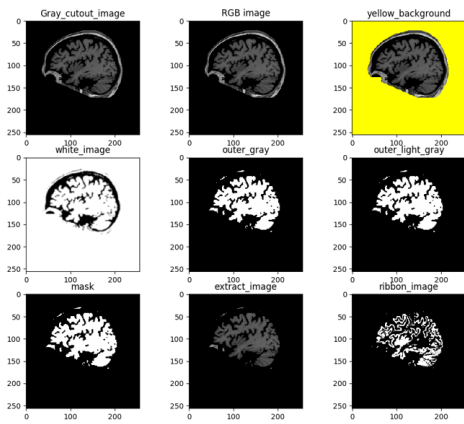 Gray_cutout_image RGB image yellow_background
0 0 0
50 50 50
100 100 100
150 150 150
200 200 200
250 250 250
0 100 200 0 100 200 0 100 200
white_image outer_gray outer_light_gray
0 0 0
50 50 50
100 100 100
150 150 150
200 200 200
250 250 250
0 100 200 0 100 200 0 100 200
mask extract_image ribbon_image
0 0 0
50 50 50
100 100 100
150 150 150
200 200 200
250 250 250
0 100 200 0 100 200 0 100 200